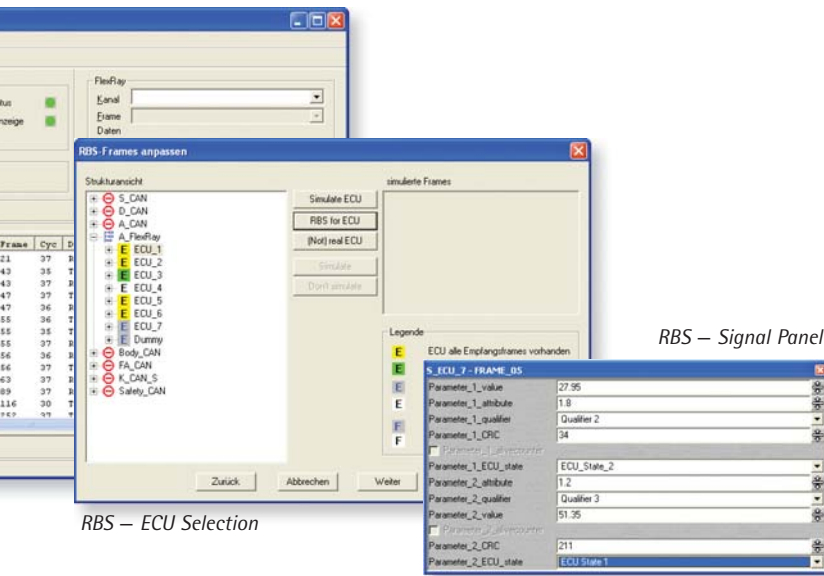 tus
nzeige
FlexRay
Kanal
Frame
Daten
RBS-Frames anpassen
Strukturansicht
simulierte Frames
S_CAN
D_CAN
A_CAN
A_FlexRay
E ECU_1
E ECU_2
E ECU_3
E ECU_4
E ECU_5
E ECU_6
E ECU_7
E Dummy
Body_CAN
FA_CAN
K_CAN_S
Safety_CAN
Simulate ECU
RBS for ECU
(Not) real ECU
Simulate
Don't simulate
Legende
E ECU alle Empfangsframes vorhanden
E
E
E
F
F
Zurück Abbrechen Weiter
Frame Cyc D
21 37 R
43 35 T
43 37 R
47 37 T
47 36 R
55 36 T
55 35 T
55 37 R
56 36 R
56 37 T
63 37 R
89 37 R
116 30 T
RBS – ECU Selection
RBS – Signal Panel
S_ECU_7 - FRAME_05
Parameter_1_value 27.95
Parameter_1_attribute 1.8
Parameter_1_qualifier Qualifier 2
Parameter_1_CRC 34
Parameter_1_alivecounter
Parameter_1_ECU_state ECU_State_2
Parameter_2_attribute 1.2
Parameter_2_qualifier Qualifier 3
Parameter_2_value 51.35
Parameter_2_alivecounter
Parameter_2_CRC 211
Parameter_2_ECU_state ECU State 1